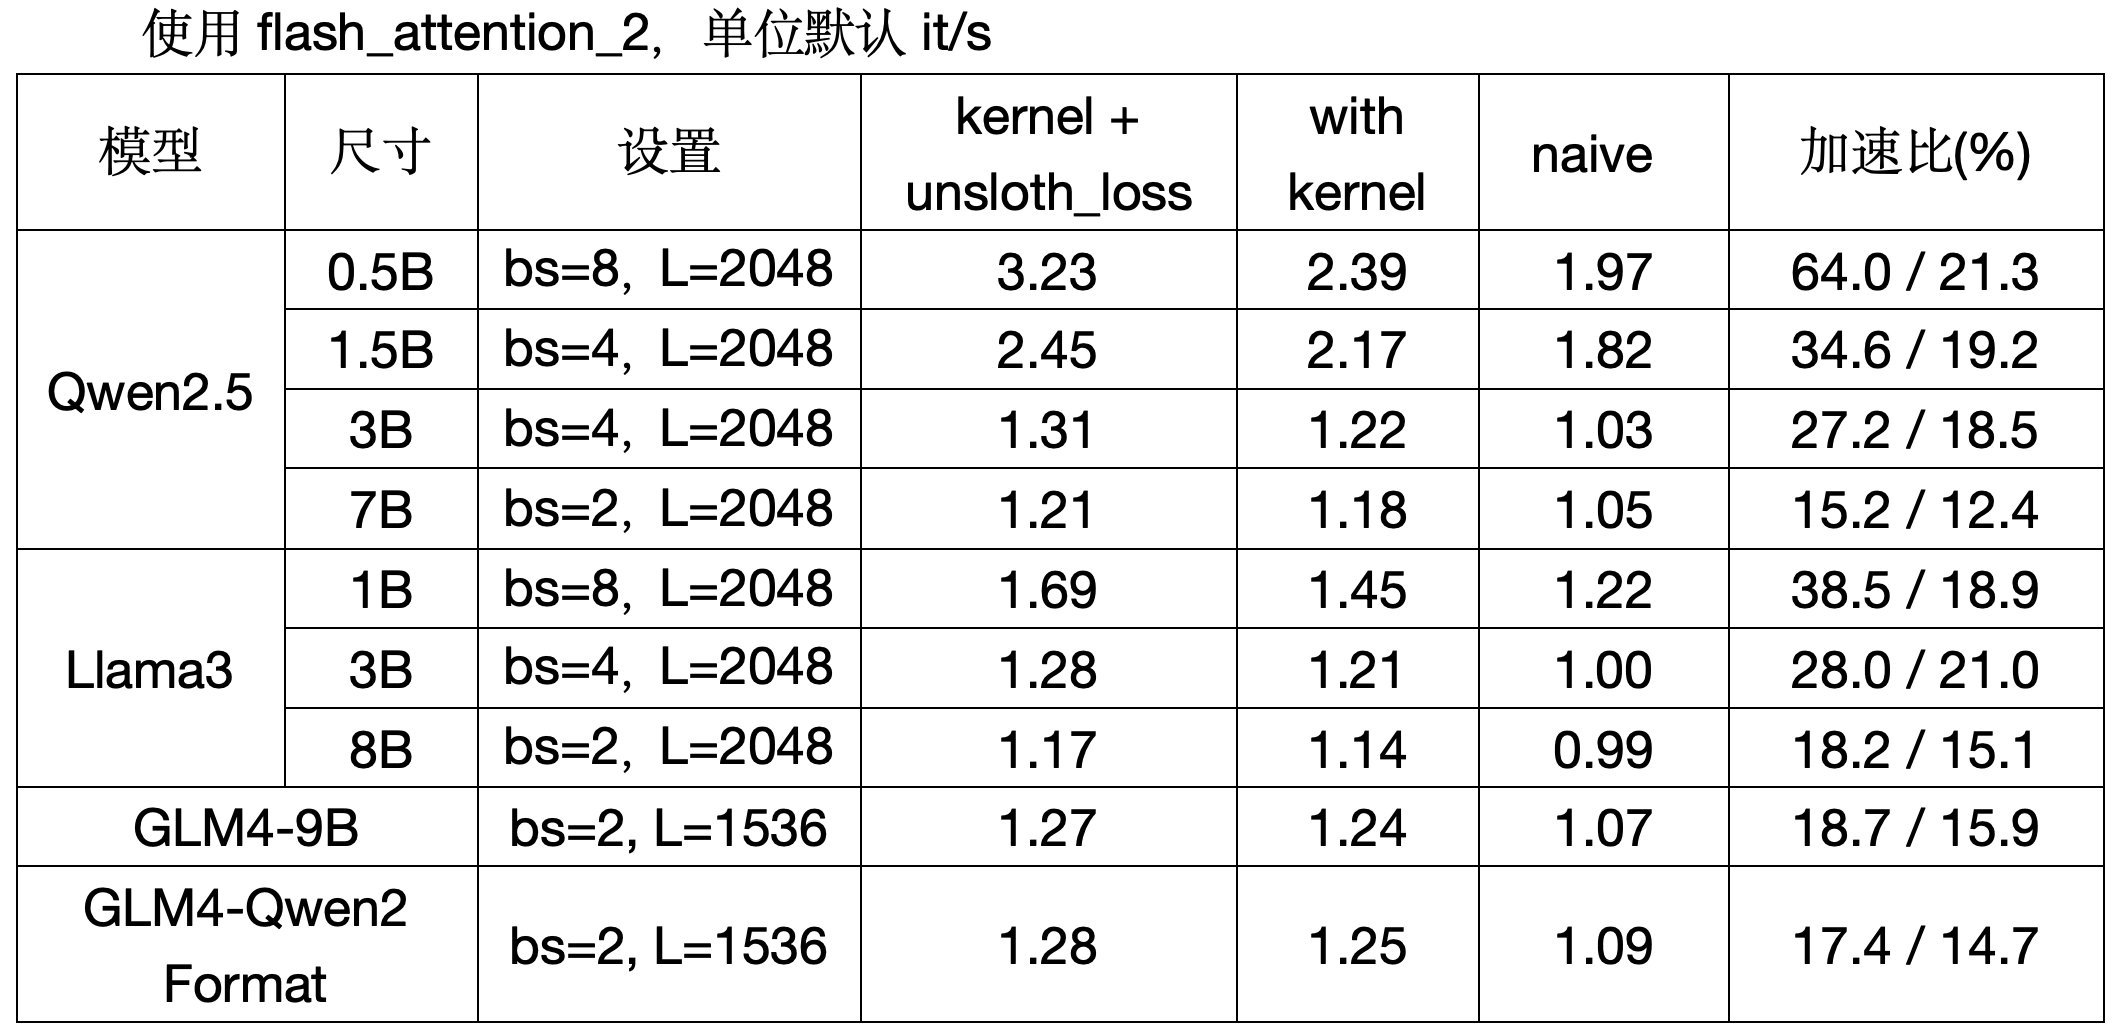 使用 flash_attention_2, 单位默认 it/s
模型 尺寸 设置 kernel + unsloth_loss with kernel naive 加速比(%)
Qwen2.5 0.5B bs=8, L=2048 3.23 2.39 1.97 64.0 / 21.3
1.5B bs=4, L=2048 2.45 2.17 1.82 34.6 / 19.2
3B bs=4, L=2048 1.31 1.22 1.03 27.2 / 18.5
7B bs=2, L=2048 1.21 1.18 1.05 15.2 / 12.4
Llama3 1B bs=8, L=2048 1.69 1.45 1.22 38.5 / 18.9
3B bs=4, L=2048 1.28 1.21 1.00 28.0 / 21.0
8B bs=2, L=2048 1.17 1.14 0.99 18.2 / 15.1
GLM4-9B bs=2, L=1536 1.27 1.24 1.07 18.7 / 15.9
GLM4-Qwen2 Format bs=2, L=1536 1.28 1.25 1.09 17.4 / 14.7